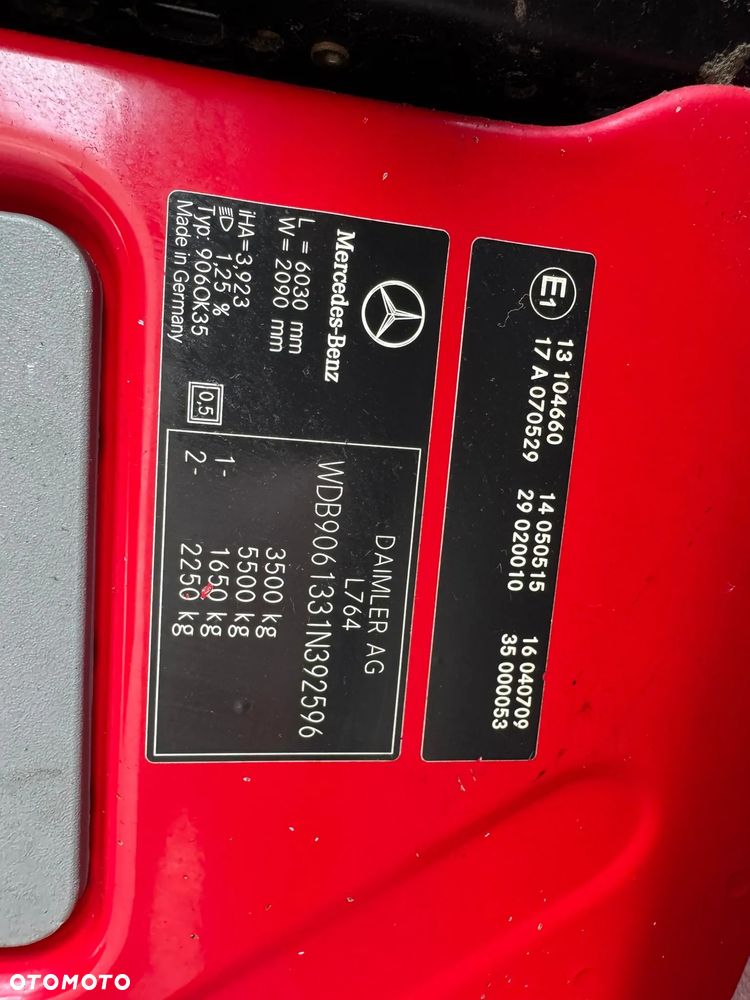 Mercedes-Benz
L = 6030 mm
W = 2090 mm
iHA=3,923
1,25 %
Typ: 906OK35
Made in Germany
0,5
DAIMLER AG
L764
WDB9061331N392596
3500 kg
5500 kg
1- 1650 kg
2- 2250 kg
E1
13 104660 14 050515 16 040709
17 A 070529 29 020010 35 000053
OTOMOTO